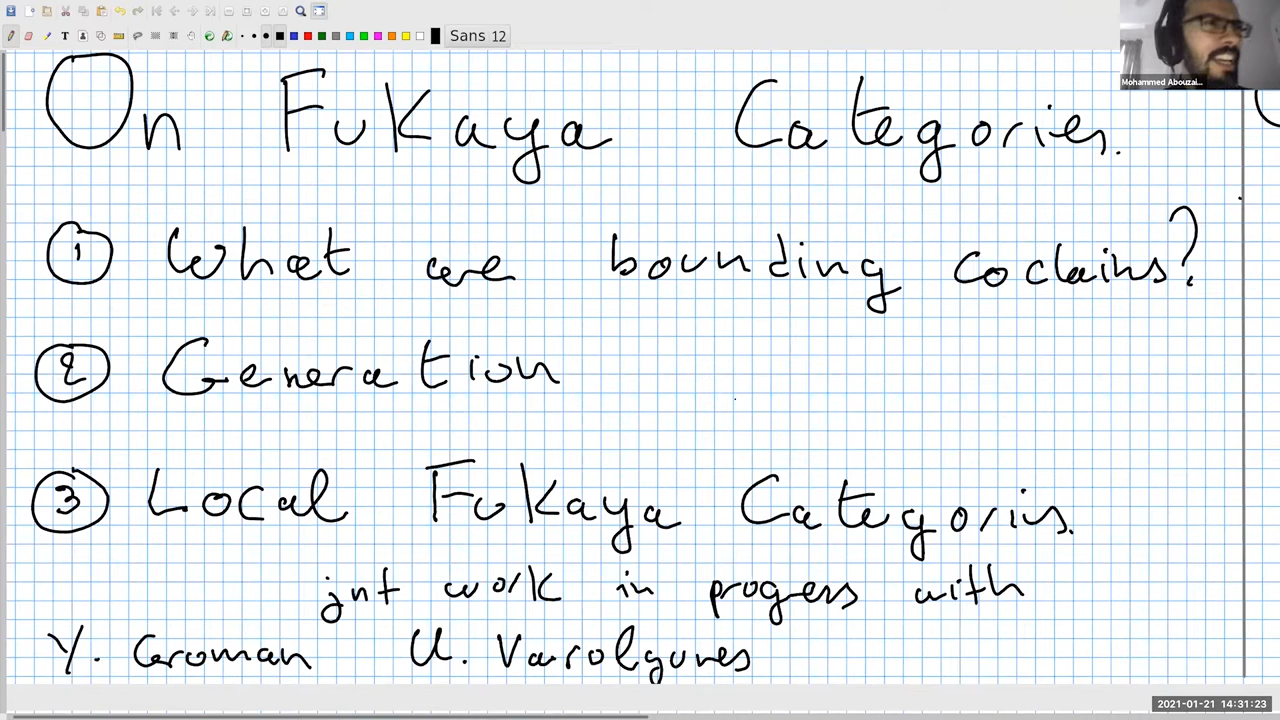 Sans 12
Mohammed Abouzai...
On Fukaya Categories.
① What are bounding cochains?
② Generation
③ Local Fukaya Categories.
jnt work in progress with
Y. Groman U. Varolgunes
2021-01-21 14:31:23